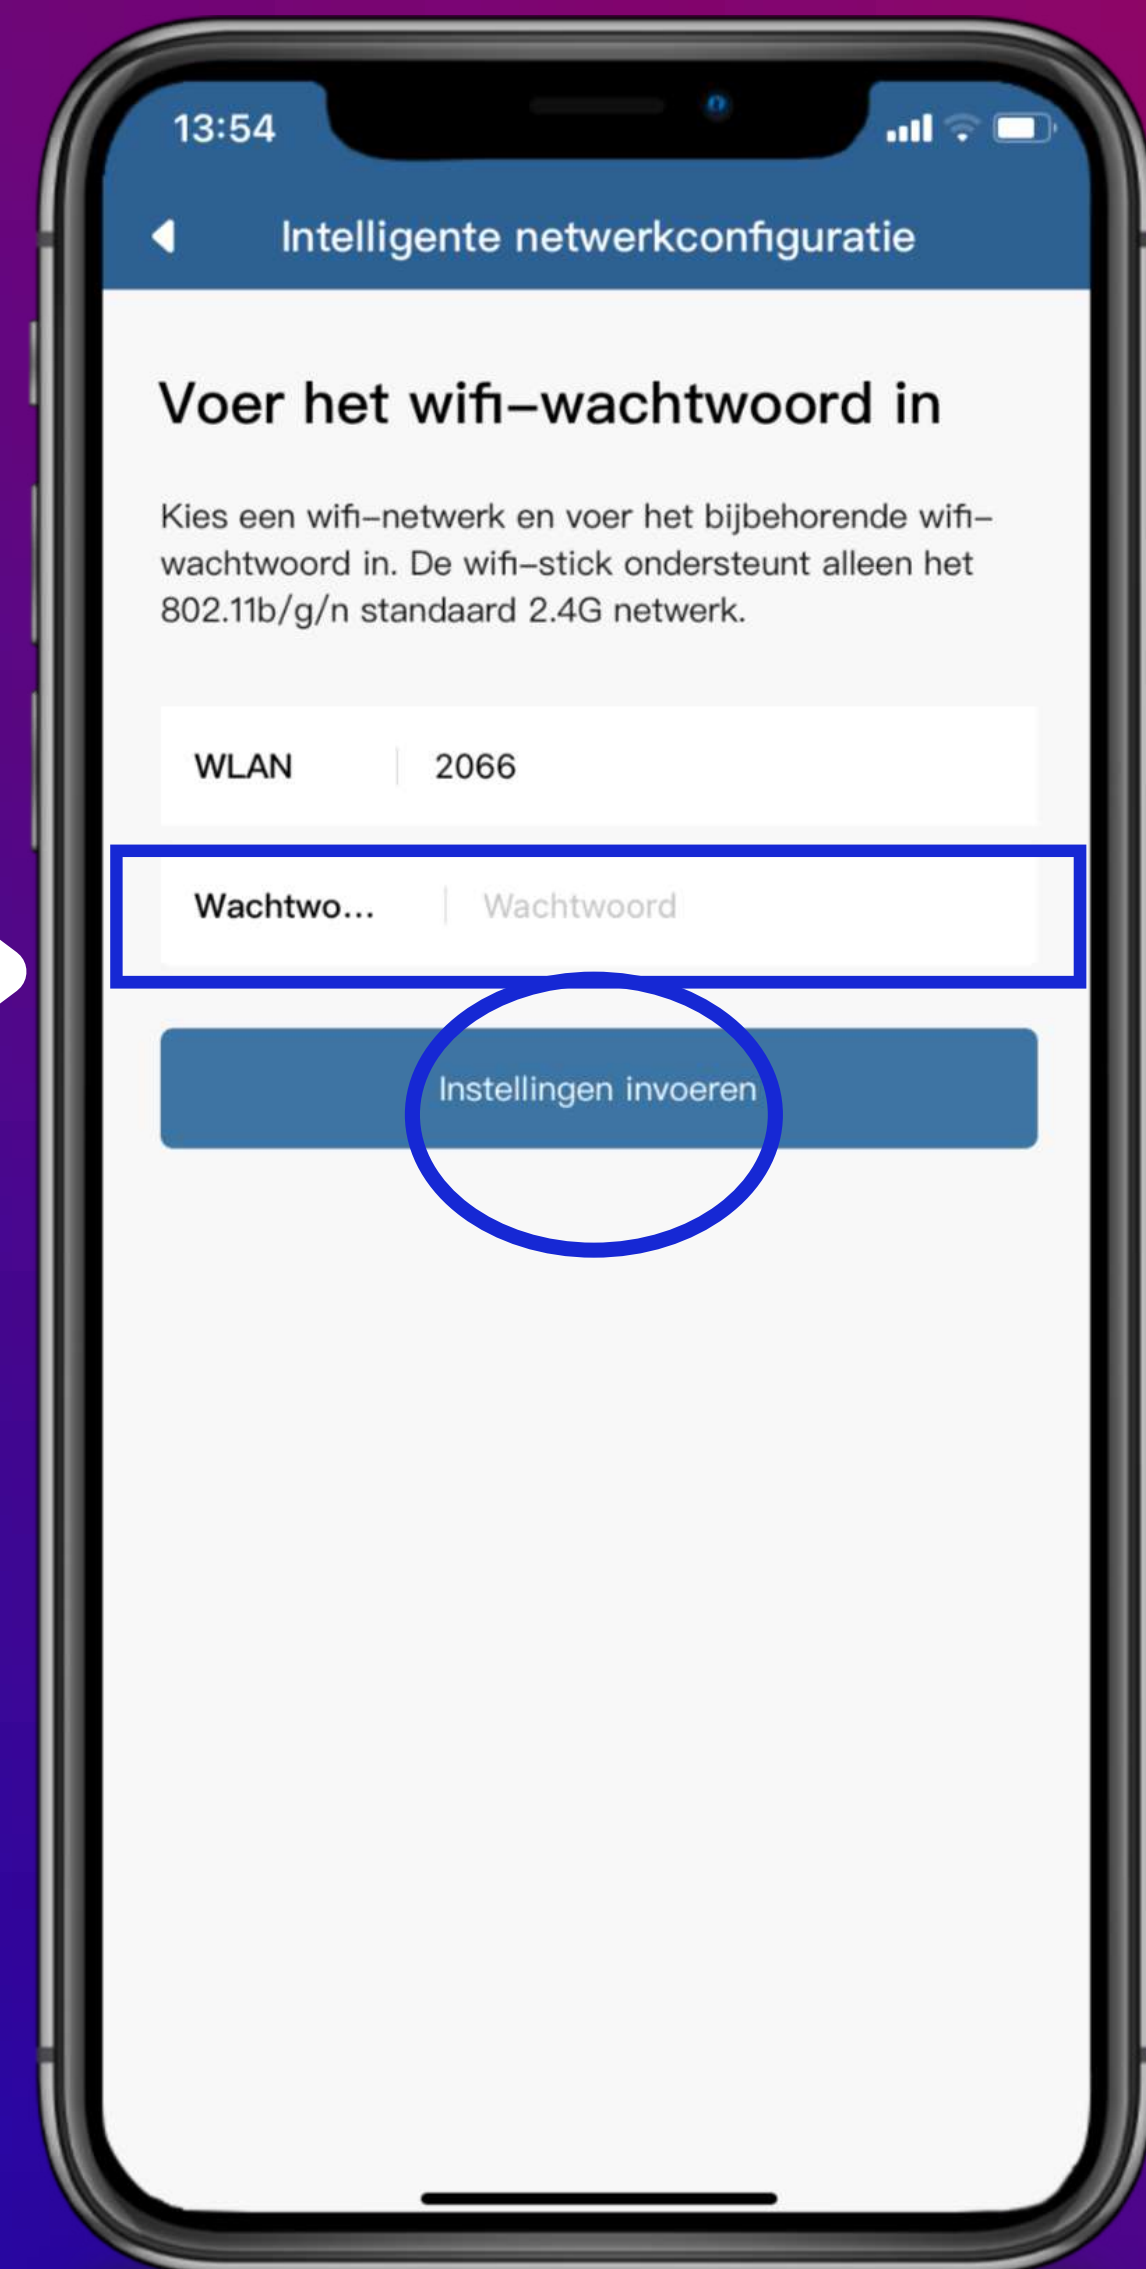 13:54
Intelligente netwerkconfiguratie
Voer het wifi–wachtwoord in
Kies een wifi–netwerk en voer het bijbehorende wifi–
wachtwoord in. De wifi–stick ondersteunt alleen het
802.11b/g/n standaard 2.4G netwerk.
WLAN 2066
Wachtwo... Wachtwoord
Instellingen invoeren